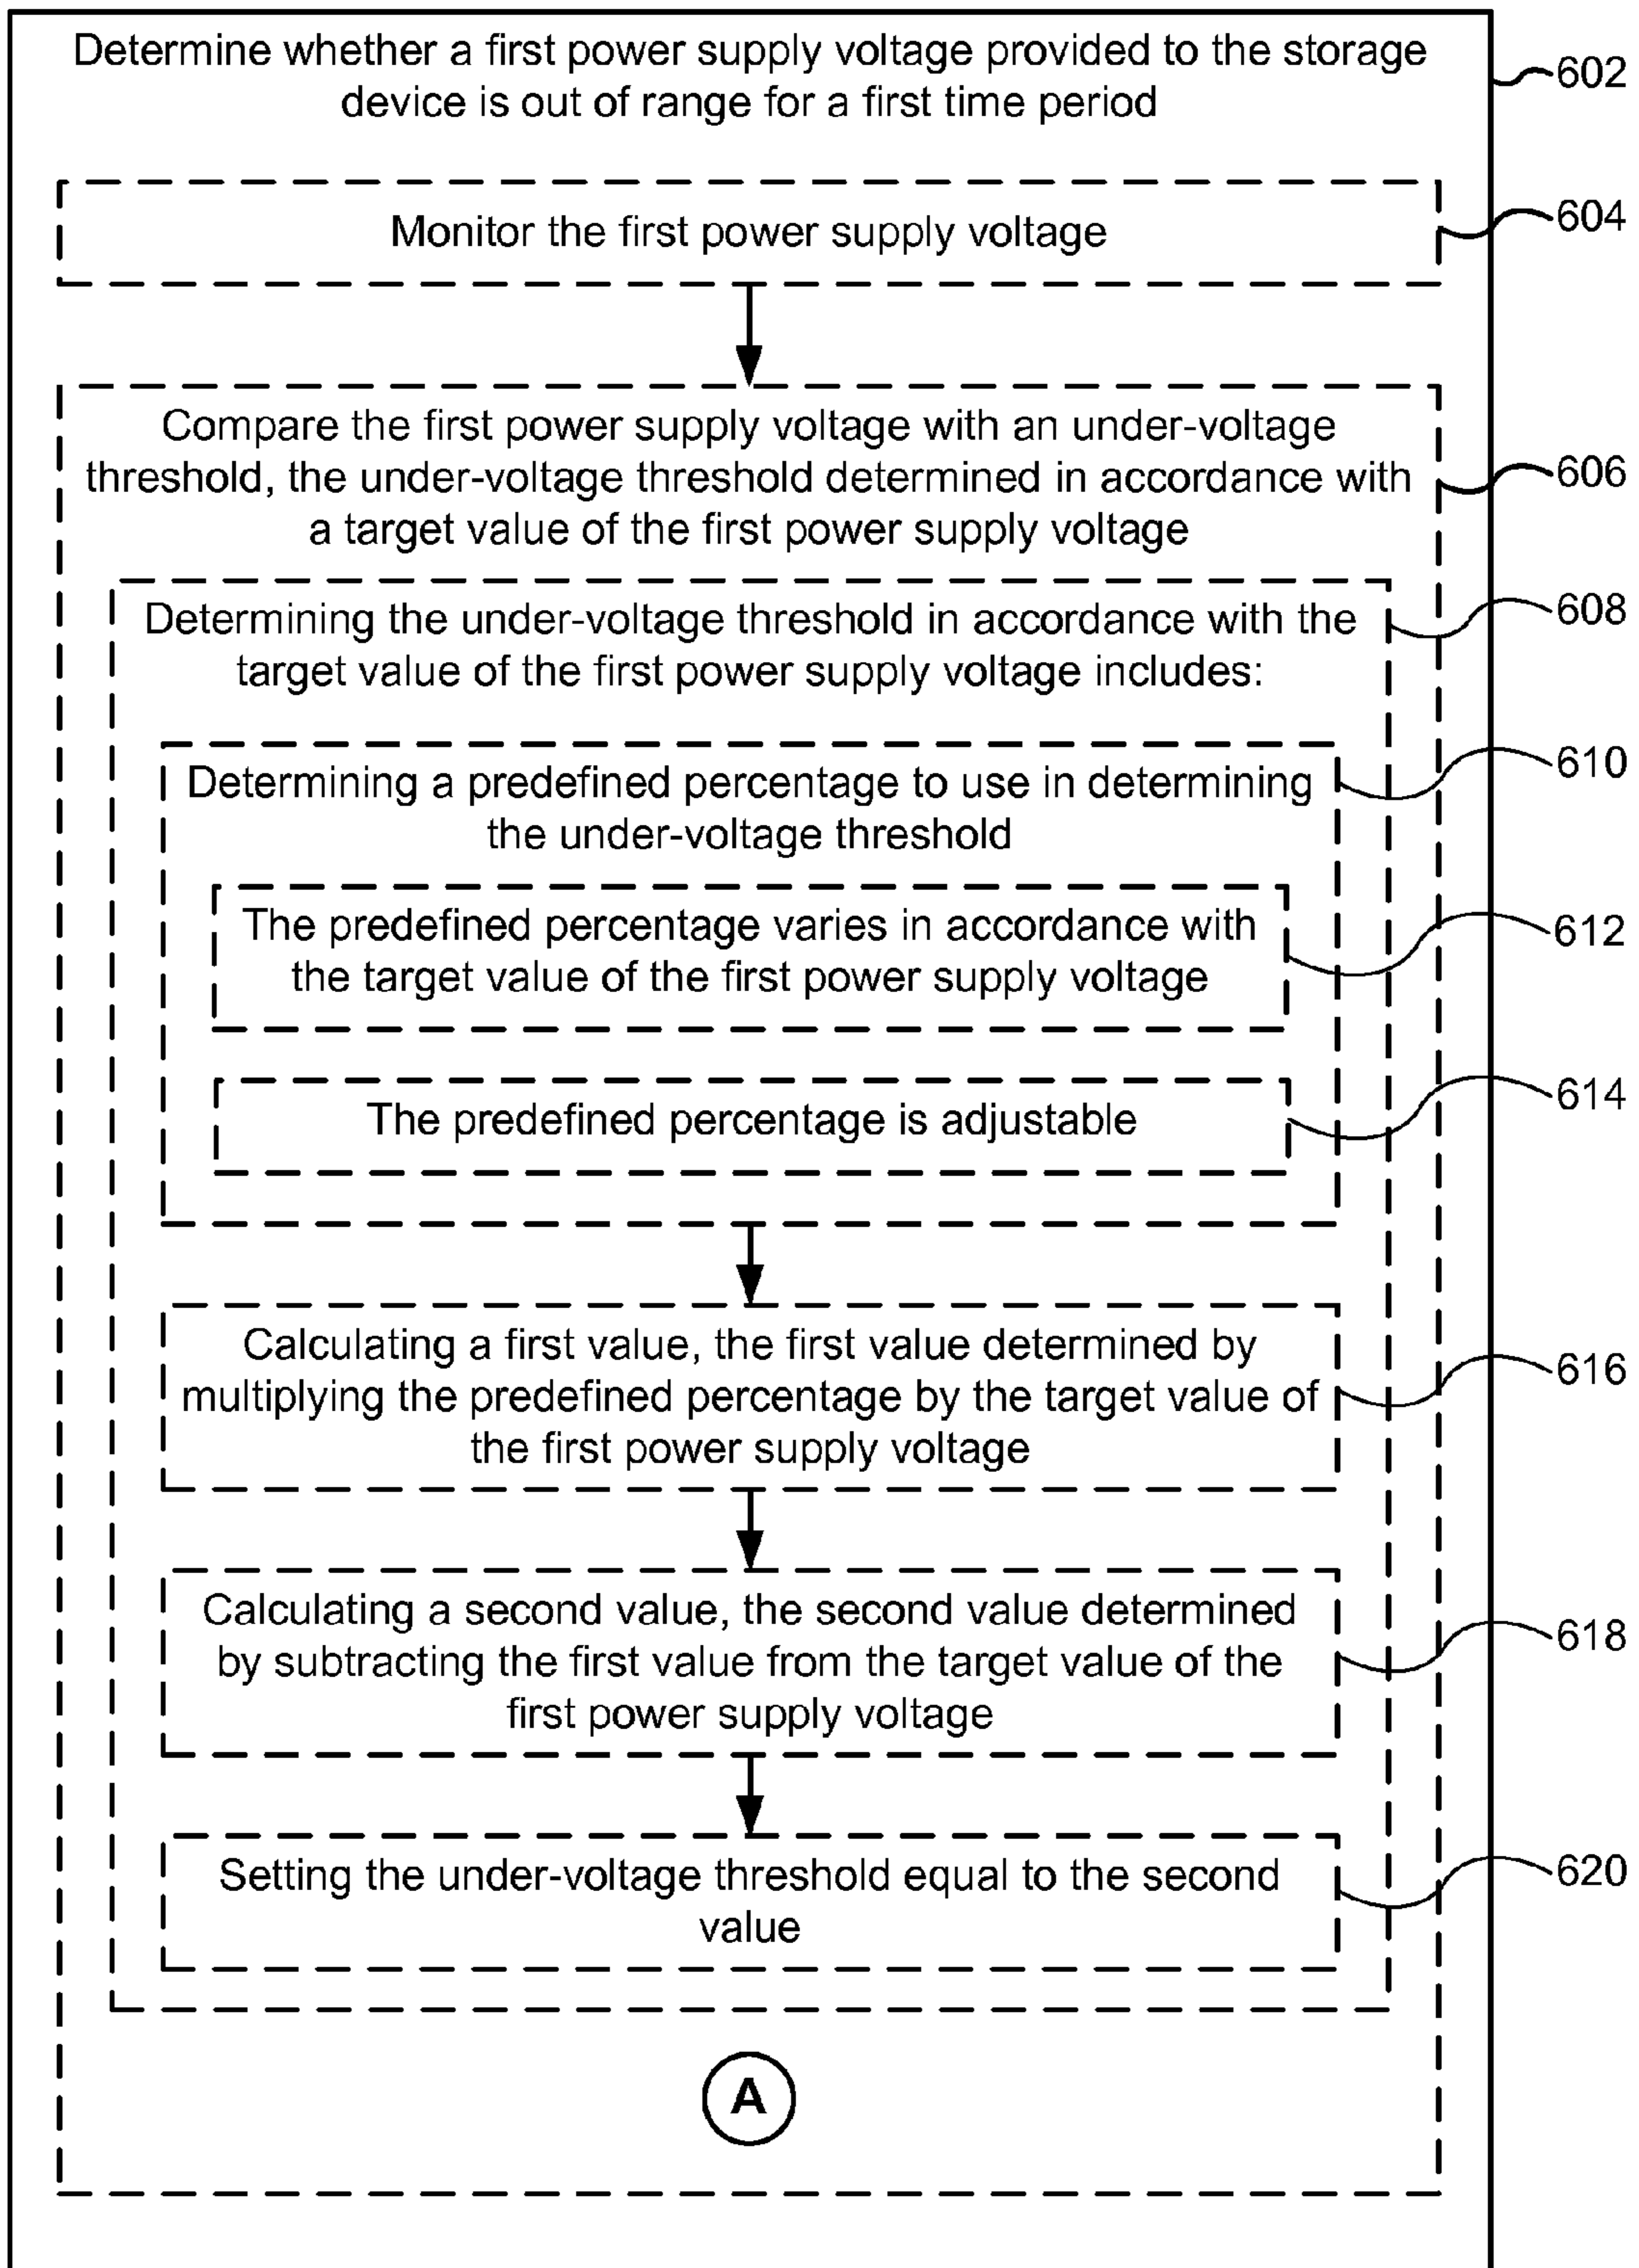 Determine whether a first power supply voltage provided to the storage
device is out of range for a first time period
602
Monitor the first power supply voltage
604
Compare the first power supply voltage with an under-voltage
threshold, the under-voltage threshold determined in accordance with
a target value of the first power supply voltage
606
Determining the under-voltage threshold in accordance with the
target value of the first power supply voltage includes:
608
Determining a predefined percentage to use in determining
the under-voltage threshold
610
The predefined percentage varies in accordance with
the target value of the first power supply voltage
612
The predefined percentage is adjustable
614
Calculating a first value, the first value determined by
multiplying the predefined percentage by the target value of
the first power supply voltage
616
Calculating a second value, the second value determined
by subtracting the first value from the target value of the
first power supply voltage
618
Setting the under-voltage threshold equal to the second
value
620
A